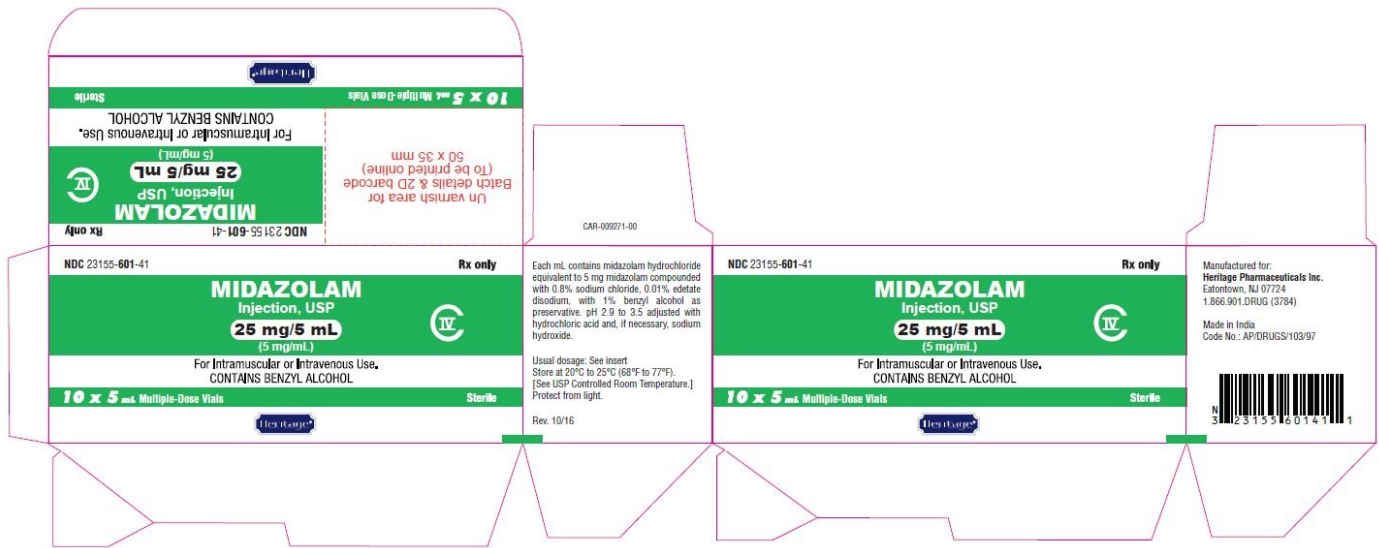 Heritage®
10 x 5 mL Multiple-Dose Vials
Sterile
For Intramuscular or Intravenous Use.
CONTAINS BENZYL ALCOHOL
(5 mg/mL)
25 mg/5 mL
Injection, USP
MIDAZOLAM
CIV
NDC 23155-601-41
Rx only
Un varnish area for
Batch details & 2D barcode
(To be printed online)
50 x 35 mm
CAR-009271-00
NDC 23155-601-41
Rx only
MIDAZOLAM
Injection, USP
25 mg/5 mL
(5 mg/mL)
CIV
For Intramuscular or Intravenous Use.
CONTAINS BENZYL ALCOHOL
10 x 5 mL Multiple-Dose Vials
Sterile
Heritage®
Each mL contains midazolam hydrochloride
equivalent to 5 mg midazolam compounded
with 0.8% sodium chloride, 0.01% edetate
disodium, with 1% benzyl alcohol as
preservative. pH 2.9 to 3.5 adjusted with
hydrochloric acid and, if necessary, sodium
hydroxide.
Usual dosage: See insert
Store at 20°C to 25°C (68°F to 77°F).
[See USP Controlled Room Temperature.]
Protect from light.
Rev. 10/16
NDC 23155-601-41
Rx only
MIDAZOLAM
Injection, USP
25 mg/5 mL
(5 mg/mL)
CIV
For Intramuscular or Intravenous Use.
CONTAINS BENZYL ALCOHOL
10 x 5 mL Multiple-Dose Vials
Sterile
Heritage®
Manufactured for:
Heritage Pharmaceuticals Inc.
Eatontown, NJ 07724
1.866.901.DRUG (3784)
Made in India
Code No.: AP/DRUGS/103/97
N
3 23155 60141 1